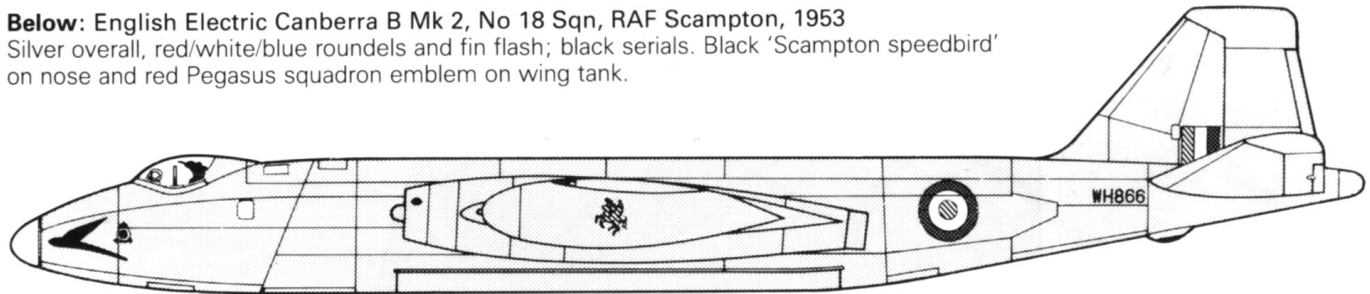 Below: English Electric Canberra B Mk 2, No 18 Sqn, RAF Scampton, 1953
Silver overall, red/white/blue roundels and fin flash; black serials. Black ‘Scampton speedbird’
on nose and red Pegasus squadron emblem on wing tank.
WH866